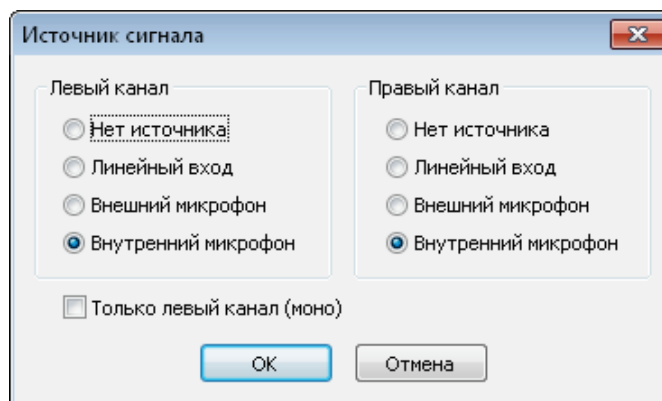 Источник сигнала
Левый канал
Нет источника
Линейный вход
Внешний микрофон
Внутренний микрофон
Правый канал
Нет источника
Линейный вход
Внешний микрофон
Внутренний микрофон
Только левый канал (моно)
ОК
Отмена